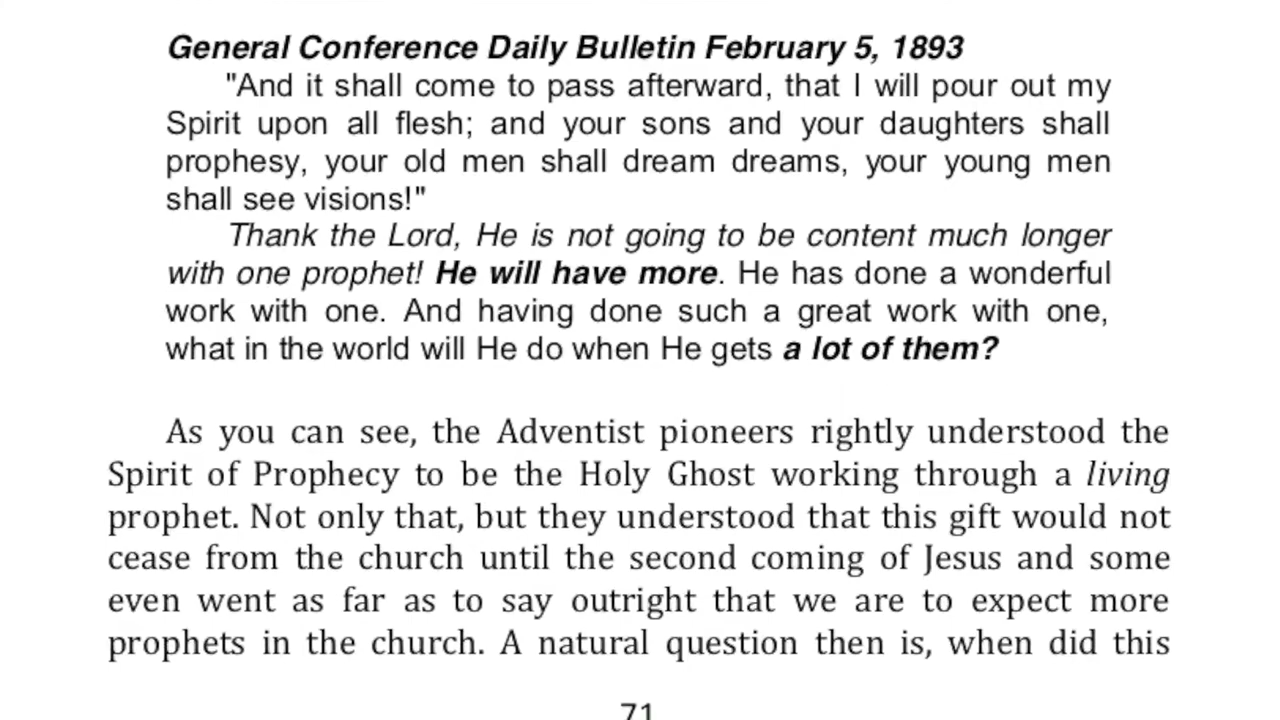 General Conference Daily Bulletin February 5, 1893
"And it shall come to pass afterward, that I will pour out my
Spirit upon all flesh; and your sons and your daughters shall
prophesy, your old men shall dream dreams, your young men
shall see visions!"
Thank the Lord, He is not going to be content much longer
with one prophet! He will have more. He has done a wonderful
work with one. And having done such a great work with one,
what in the world will He do when He gets a lot of them?
As you can see, the Adventist pioneers rightly understood the
Spirit of Prophecy to be the Holy Ghost working through a living
prophet. Not only that, but they understood that this gift would not
cease from the church until the second coming of Jesus and some
even went as far as to say outright that we are to expect more
prophets in the church. A natural question then is, when did this
71